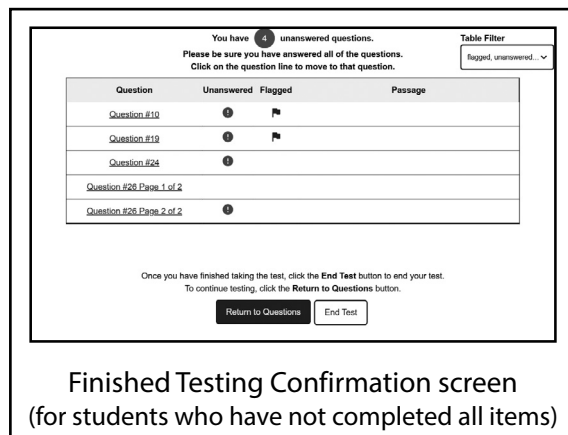 You have 4 unanswered questions.
Please be sure you have answered all of the questions.
Click on the question line to move to that question.
Table Filter
flagged, unanswered...
Question Unanswered Flagged Passage
Question #10
Question #19
Question #24
Question #26 Page 1 of 2
Question #26 Page 2 of 2
Once you have finished taking the test, click the End Test button to end your test.
To continue testing, click the Return to Questions button.
Return to Questions End Test
Finished Testing Confirmation screen
(for students who have not completed all items)